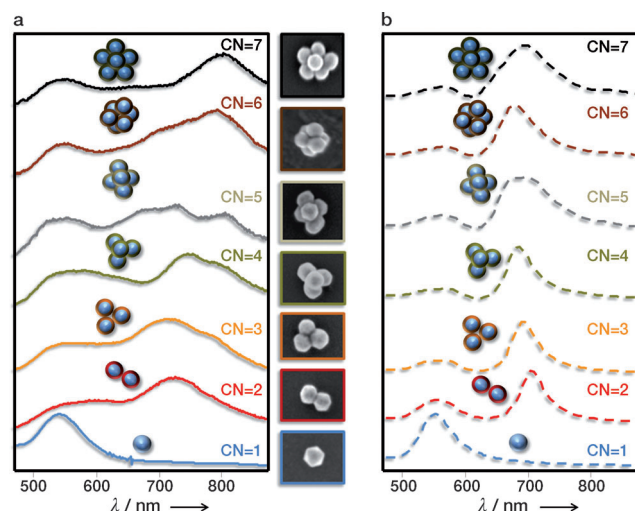 a
CN=7
CN=6
CN=5
CN=4
CN=3
CN=2
CN=1
500 600 700 800
λ / nm →
b
CN=7
CN=6
CN=5
CN=4
CN=3
CN=2
CN=1
500 600 700 800
λ / nm →